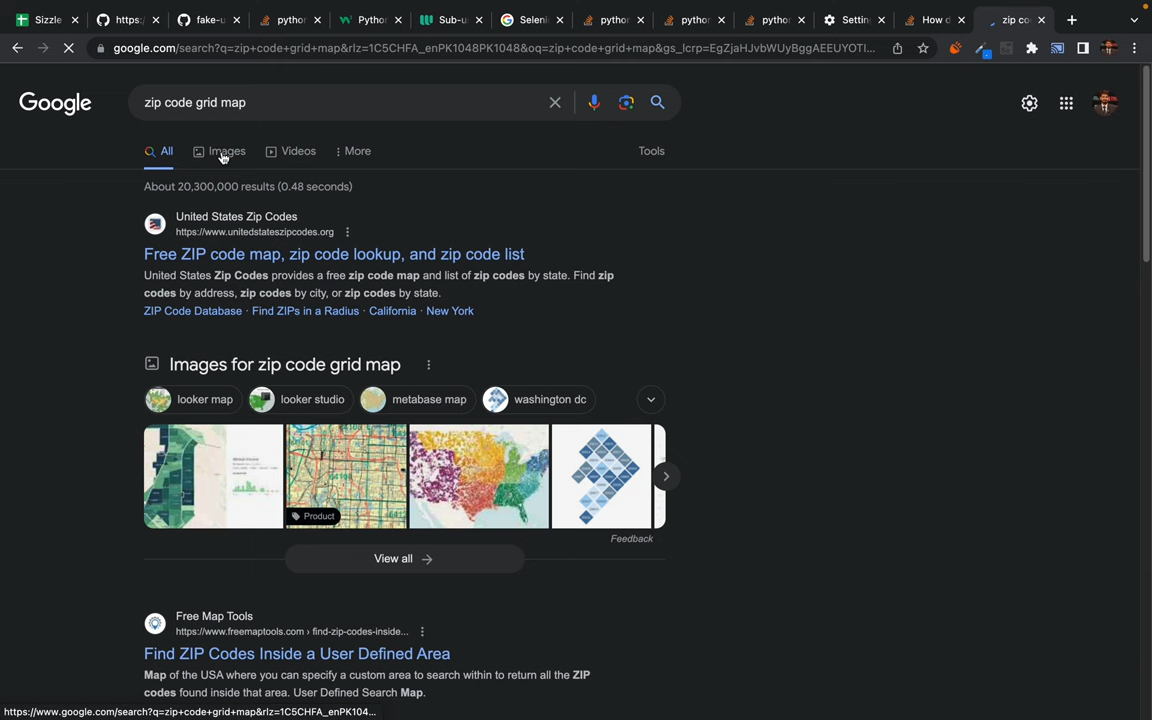 Sizzle
https:/
fake-u
python
Python
Sub-us
Seleni
python
python
python
Settin
How d
zip co
google.com/search?q=zip+code+grid+map&rlz=1C5CHFA_enPK1048PK1048&oq=zip+code+grid+map&gs_lcrp=EgZjaHJvbWUyBggAEEUYOTI...
Google
zip code grid map
All
Images
Videos
More
Tools
About 20,300,000 results (0.48 seconds)
United States Zip Codes
https://www.unitedstateszipcodes.org
Free ZIP code map, zip code lookup, and zip code list
United States Zip Codes provides a free zip code map and list of zip codes by state. Find zip
codes by address, zip codes by city, or zip codes by state.
ZIP Code Database · Find ZIPs in a Radius · California · New York
Images for zip code grid map
looker map
looker studio
metabase map
washington dc
Product
Feedback
View all
Free Map Tools
https://www.freemaptools.com › find-zip-codes-inside...
Find ZIP Codes Inside a User Defined Area
Map of the USA where you can specify a custom area to search within to return all the ZIP
codes found inside that area. User Defined Search Map.
https://www.google.com/search?q=zip+code+grid+map&rlz=1C5CHFA_enPK104...